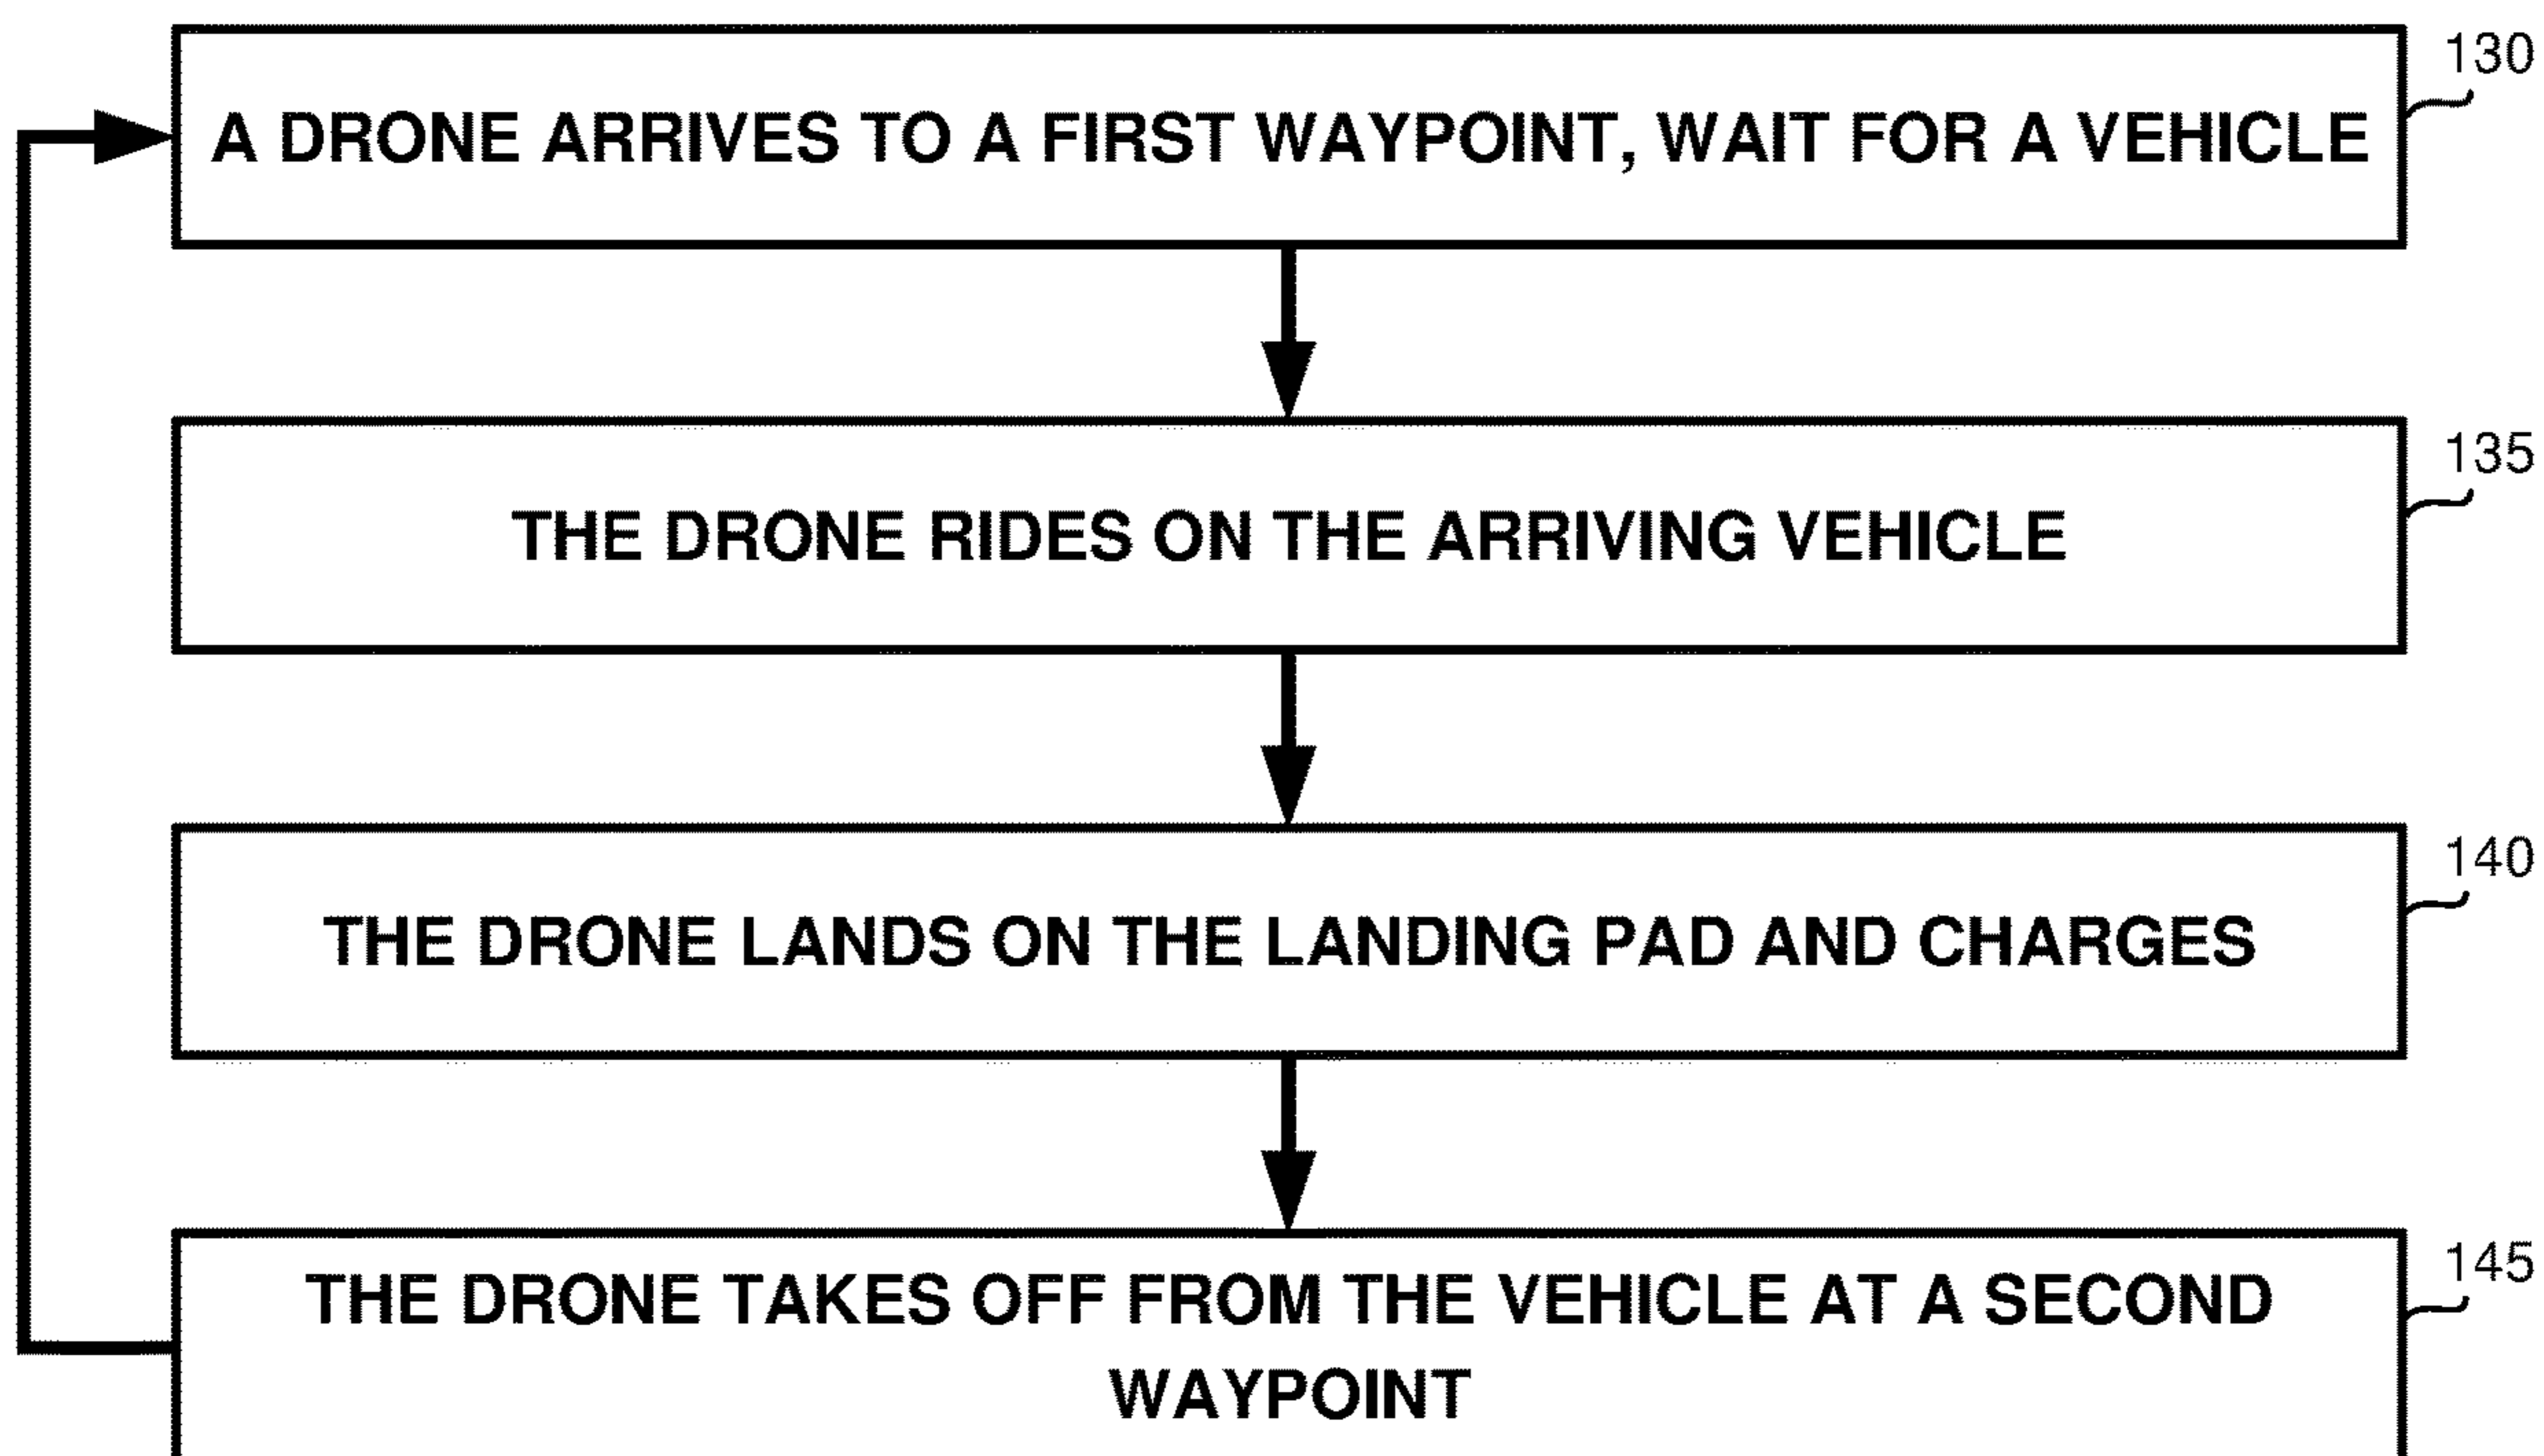 130
A DRONE ARRIVES TO A FIRST WAYPOINT, WAIT FOR A VEHICLE
135
THE DRONE RIDES ON THE ARRIVING VEHICLE
140
THE DRONE LANDS ON THE LANDING PAD AND CHARGES
145
THE DRONE TAKES OFF FROM THE VEHICLE AT A SECOND
WAYPOINT